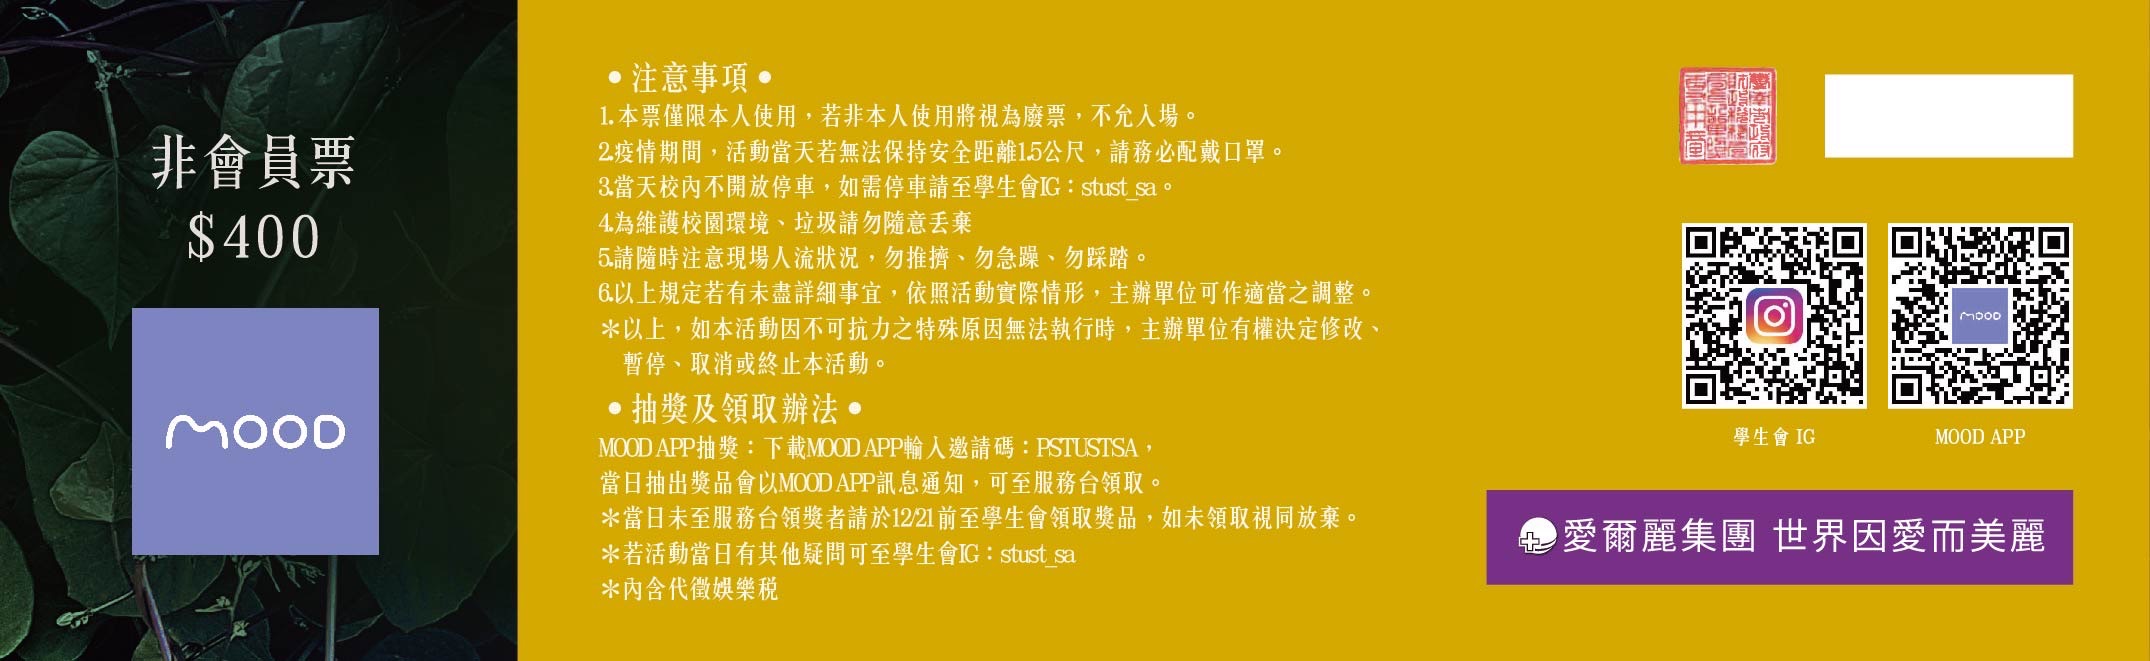 非會員票
$400
MOOD
•注意事項•
1.本票僅限本人使用，若非本人使用將視為廢票，不允入場。
2.疫情期間，活動當天若無法保持安全距離1.5公尺，請務必配戴口罩。
3.當天校內不開放停車，如需停車請至學生會IG：stust_sa。
4.為維護校園環境、垃圾請勿隨意丟棄
5.請隨時注意現場人流狀況，勿推擠、勿急躁、勿踩踏。
6.以上規定若有未盡詳細事宜，依照活動實際情形，主辦單位可作適當之調整。
＊以上，如本活動因不可抗力之特殊原因無法執行時，主辦單位有權決定修改、
暫停、取消或終止本活動。
•抽獎及領取辦法•
MOOD APP抽獎：下載MOOD APP輸入邀請碼：PSTUSTSA，
當日抽出獎品會以MOOD APP訊息通知，可至服務台領取。
＊當日未至服務台領獎者請於12/21前至學生會領取獎品，如未領取視同放棄。
＊若活動當日有其他疑問可至學生會IG：stust_sa
＊內含代徵娛樂稅
MOOD
學生會 IG
MOOD APP
愛爾麗集團 世界因愛而美麗